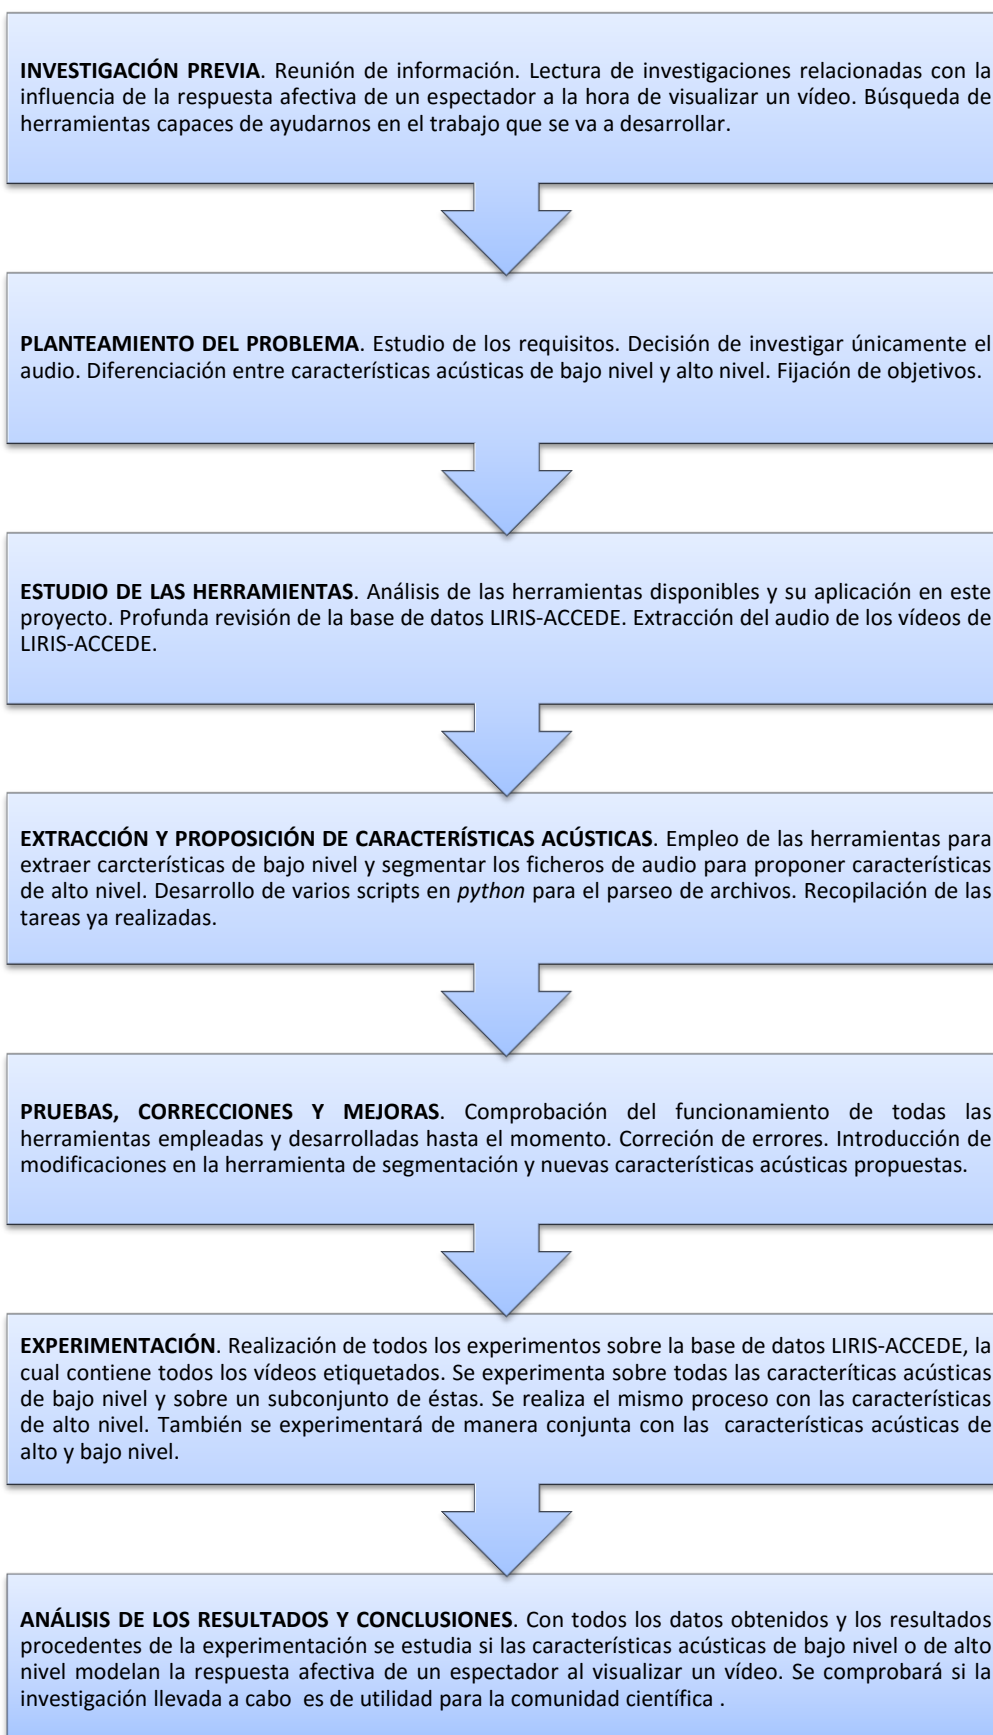 INVESTIGACIÓN PREVIA. Reunión de información. Lectura de investigaciones relacionadas con la
influencia de la respuesta afectiva de un espectador a la hora de visualizar un vídeo. Búsqueda de
herramientas capaces de ayudarnos en el trabajo que se va a desarrollar.
PLANTEAMIENTO DEL PROBLEMA. Estudio de los requisitos. Decisión de investigar únicamente el
audio. Diferenciación entre características acústicas de bajo nivel y alto nivel. Fijación de objetivos.
ESTUDIO DE LAS HERRAMIENTAS. Análisis de las herramientas disponibles y su aplicación en este
proyecto. Profunda revisión de la base de datos LIRIS-ACCEDE. Extracción del audio de los vídeos de
LIRIS-ACCEDE.
EXTRACCIÓN Y PROPOSICIÓN DE CARACTERÍSTICAS ACÚSTICAS. Empleo de las herramientas para
extraer carcterísticas de bajo nivel y segmentar los ficheros de audio para proponer características
de alto nivel. Desarrollo de varios scripts en python para el parseo de archivos. Recopilación de las
tareas ya realizadas.
PRUEBAS, CORRECCIONES Y MEJORAS. Comprobación del funcionamiento de todas las
herramientas empleadas y desarrolladas hasta el momento. Correción de errores. Introducción de
modificaciones en la herramienta de segmentación y nuevas características acústicas propuestas.
EXPERIMENTACIÓN. Realización de todos los experimentos sobre la base de datos LIRIS-ACCEDE, la
cual contiene todos los vídeos etiquetados. Se experimenta sobre todas las caracteríticas acústicas
de bajo nivel y sobre un subconjunto de éstas. Se realiza el mismo proceso con las características
de alto nivel. También se experimentará de manera conjunta con las características acústicas de
alto y bajo nivel.
ANÁLISIS DE LOS RESULTADOS Y CONCLUSIONES. Con todos los datos obtenidos y los resultados
procedentes de la experimentación se estudia si las características acústicas de bajo nivel o de alto
nivel modelan la respuesta afectiva de un espectador al visualizar un vídeo. Se comprobará si la
investigación llevada a cabo es de utilidad para la comunidad científica .